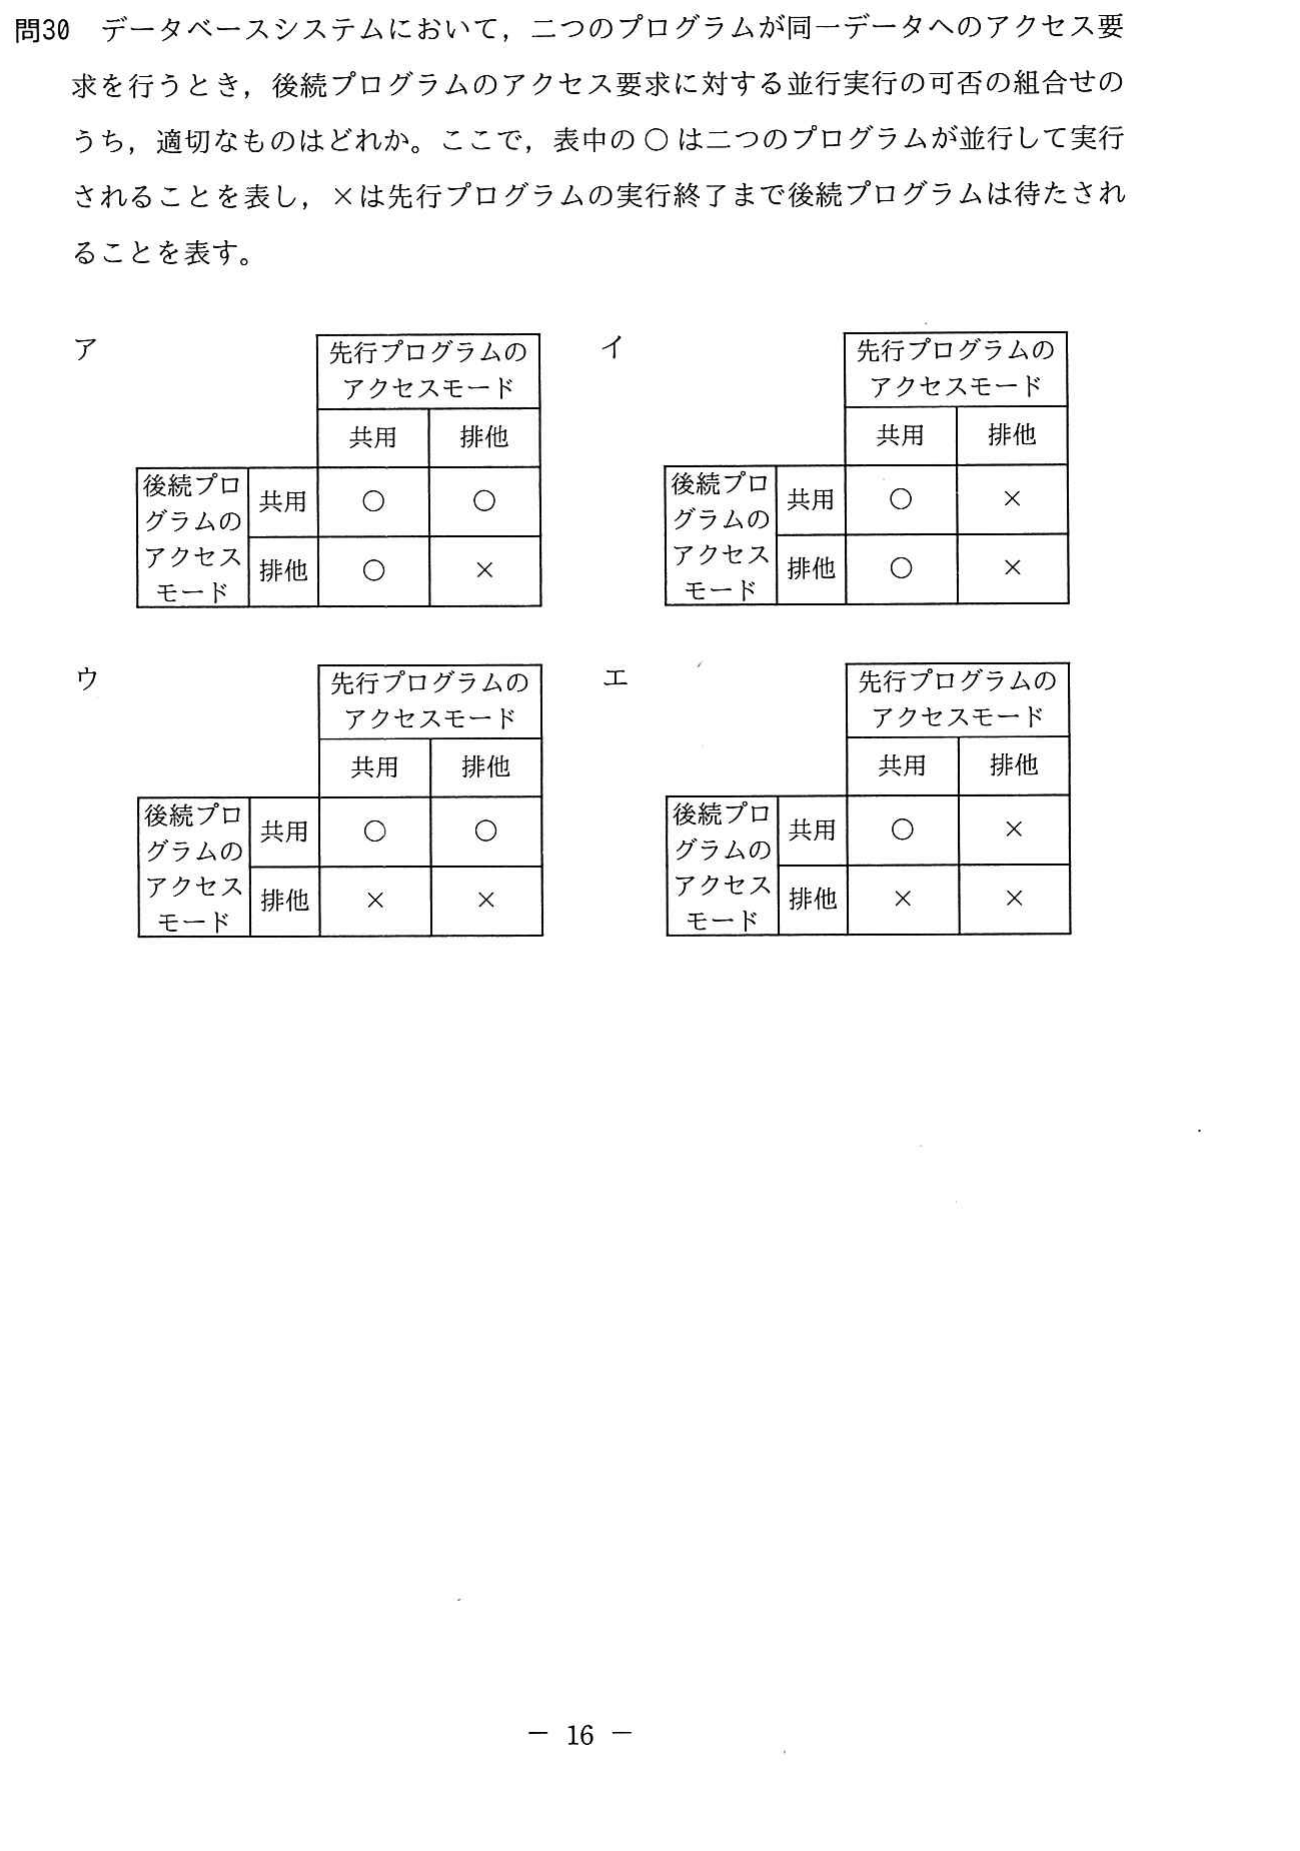 問30　データベースシステムにおいて，二つのプログラムが同一データへのアクセス要
求を行うとき，後続プログラムのアクセス要求に対する並行実行の可否の組合せの
うち，適切なものはどれか。ここで，表中の○は二つのプログラムが並行して実行
されることを表し，×は先行プログラムの実行終了まで後続プログラムは待たされ
ることを表す。
ア
先行プログラムの
アクセスモード
共用　排他
後続プロ
グラムの
アクセス
モード
共用　○　○
排他　○　×
イ
先行プログラムの
アクセスモード
共用　排他
後続プロ
グラムの
アクセス
モード
共用　○　×
排他　○　×
ウ
先行プログラムの
アクセスモード
共用　排他
後続プロ
グラムの
アクセス
モード
共用　○　○
排他　×　×
エ
先行プログラムの
アクセスモード
共用　排他
後続プロ
グラムの
アクセス
モード
共用　○　×
排他　×　×
－ 16 －